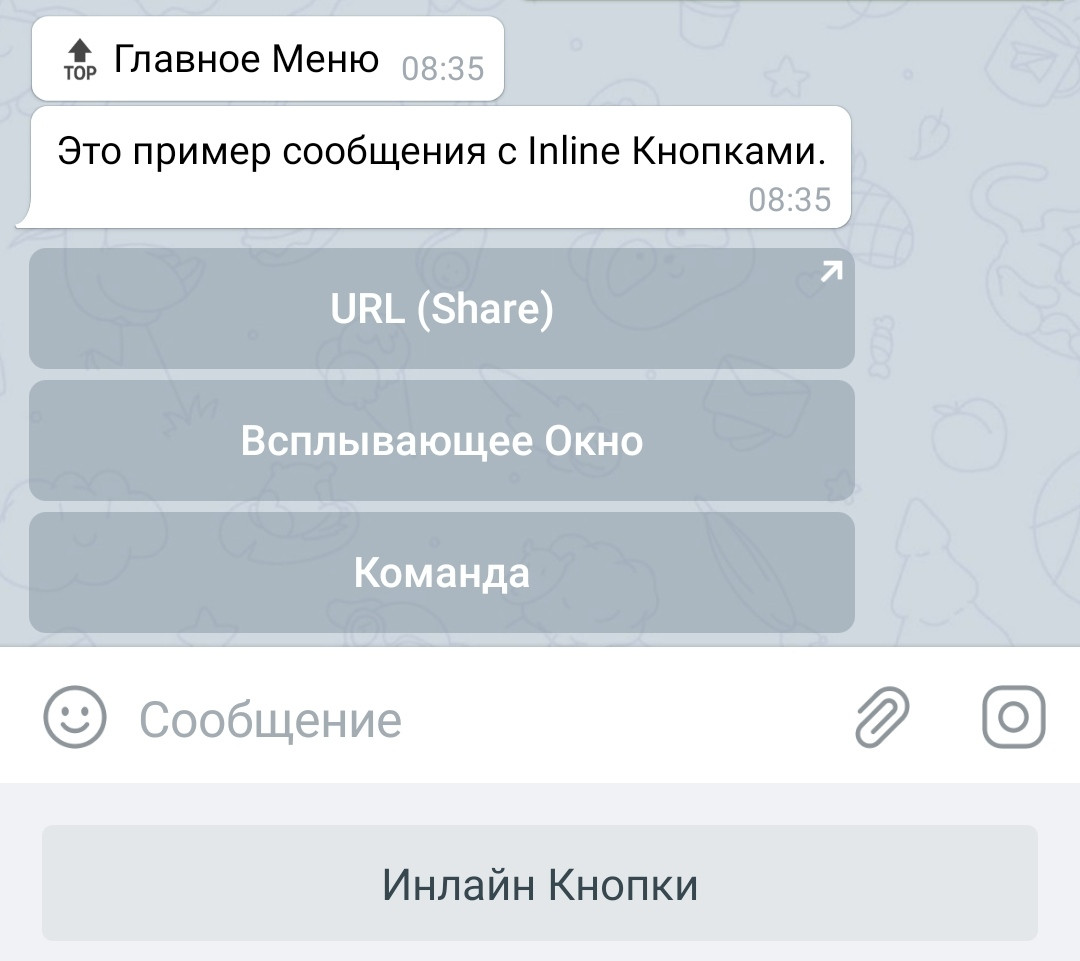 TOP Главное Меню 08:35
Это пример сообщения с Inline Кнопками.
08:35
URL (Share)
Всплывающее Окно
Команда
Сообщение
Инлайн Кнопки